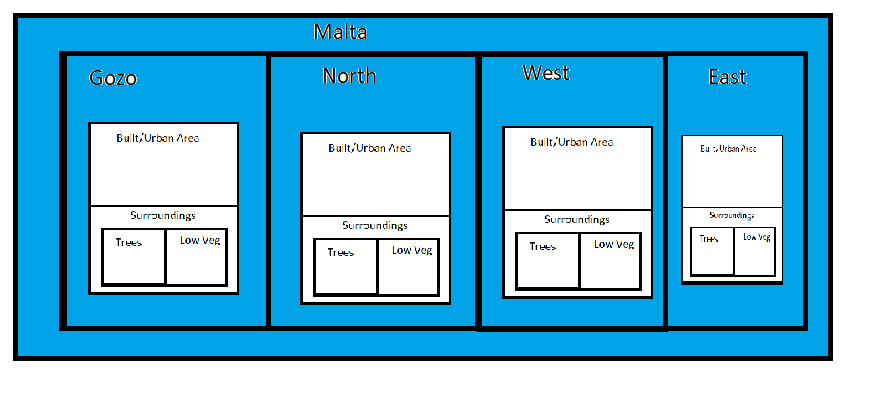 Malta
Gozo
North
West
East
Built/Urban Area
Surroundings
Trees
Low Veg
Built/Urban Area
Surroundings
Trees
Low Veg
Built/Urban Area
Surroundings
Trees
Low Veg
Built/Urban Area
Surroundings
Trees
Low Veg